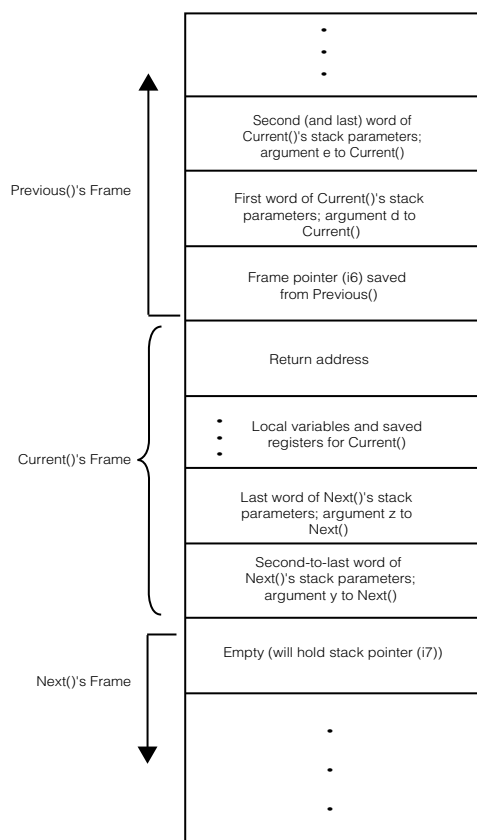 Second (and last) word of
Current()'s stack parameters;
argument e to Current()
Previous()'s Frame
First word of Current()'s stack
parameters; argument d to
Current()
Frame pointer (i6) saved
from Previous()
Return address
Local variables and saved
registers for Current()
Current()'s Frame
Last word of Next()'s stack
parameters; argument z to
Next()
Second-to-last word of
Next()'s stack parameters;
argument y to Next()
Empty (will hold stack pointer (i7))
Next()'s Frame